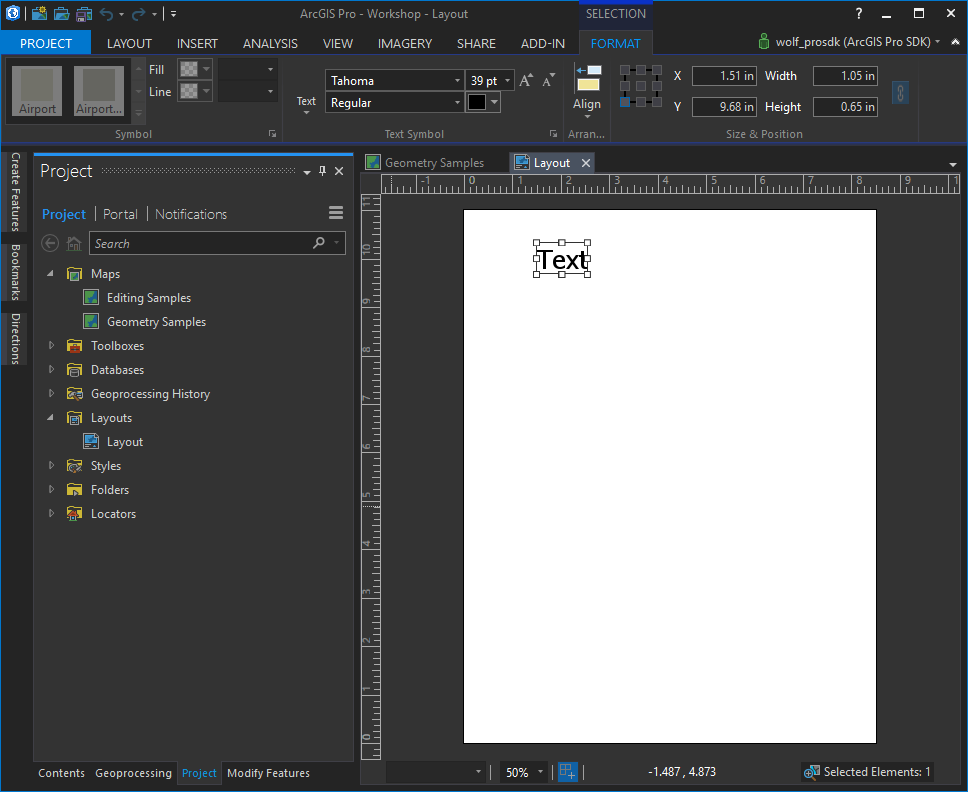 ArcGIS Pro - Workshop - Layout
SELECTION
?
PROJECT LAYOUT INSERT ANALYSIS VIEW IMAGERY SHARE ADD-IN FORMAT
wolf_prosdk (ArcGIS Pro SDK)
Airport
Airport...
Fill
Line
Symbol
Text
Tahoma
39 pt
A
A
Regular
Text Symbol
Align
Arran...
X 1.51 in Width 1.05 in
Y 9.68 in Height 0.65 in
Size & Position
Create Features
Bookmarks
Directions
Project
Project | Portal | Notifications
Search
Maps
Editing Samples
Geometry Samples
Toolboxes
Databases
Geoprocessing History
Layouts
Layout
Styles
Folders
Locators
Contents Geoprocessing Project Modify Features
Geometry Samples
Layout
-1 0 1 2 3 4 5 6 7 8 9 1
11
10
9
8
7
6
5
4
3
2
1
0
Text
50%
-1.487 , 4.873
Selected Elements: 1